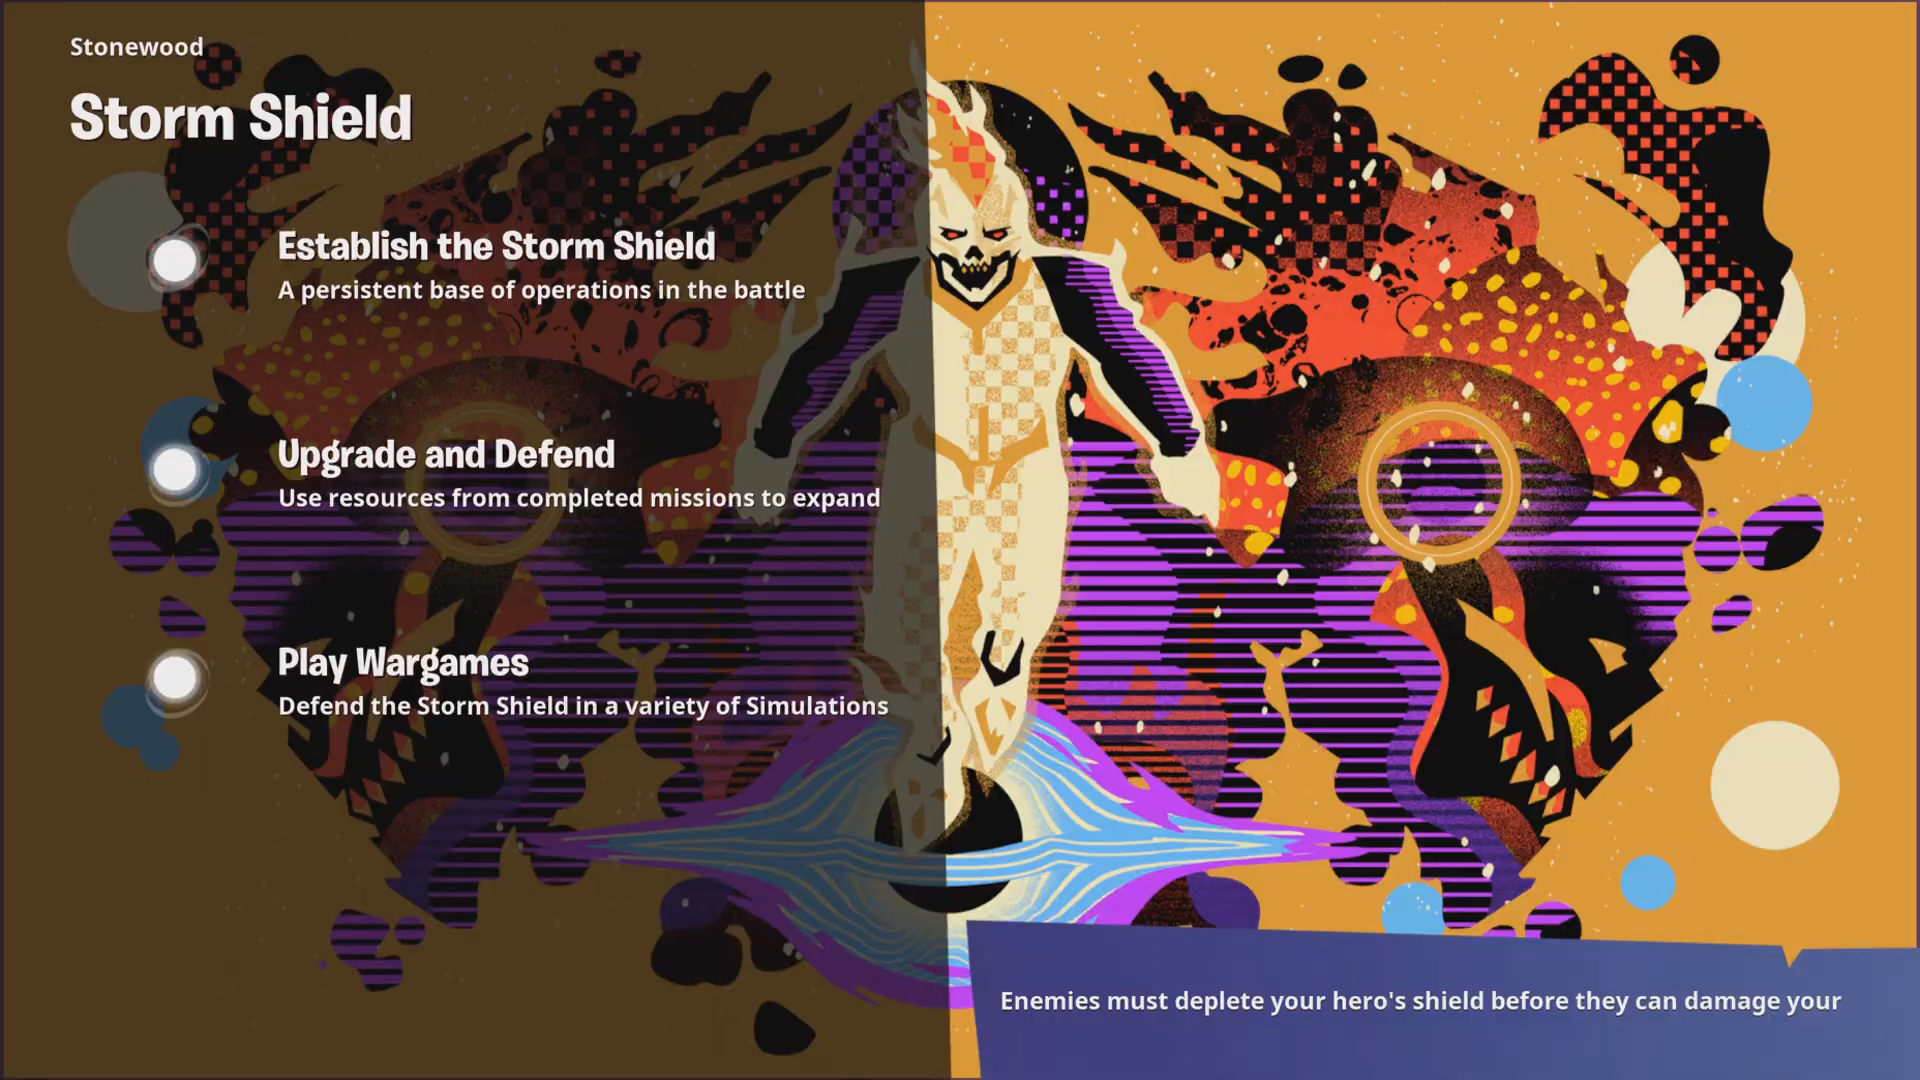 Stonewood
Storm Shield
Establish the Storm Shield
A persistent base of operations in the battle
Upgrade and Defend
Use resources from completed missions to expand
Play Wargames
Defend the Storm Shield in a variety of Simulations
Enemies must deplete your hero's shield before they can damage your